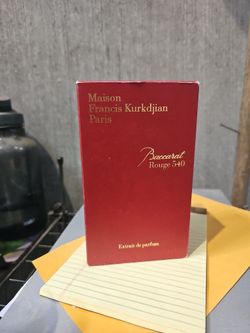 Maison
Francis Kurkdjian
Paris
Baccarat
Rouge 540
Extrait de parfum